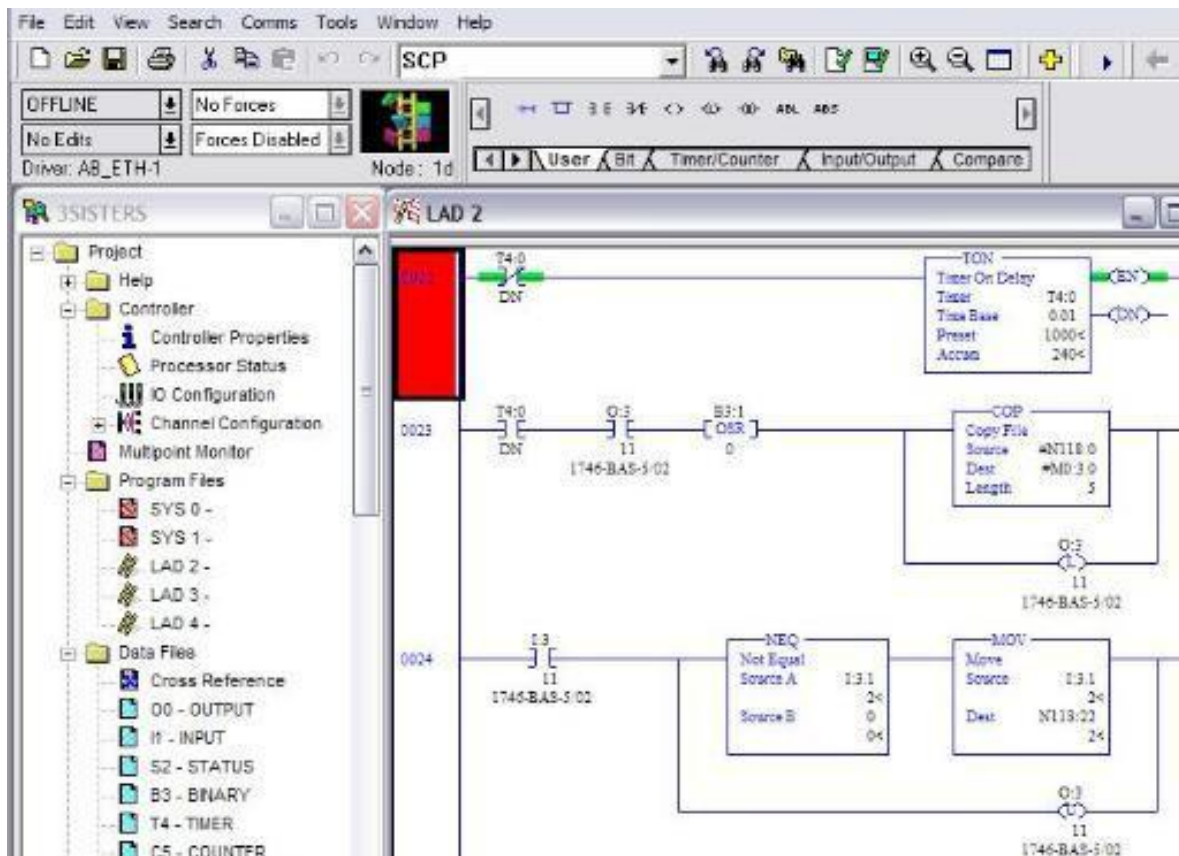 File Edit View Search Comms Tools Window Help
SCP
OFFLINE No Forces
No Edits Forces Disabled
Driver: AB_ETH-1 Node: 1d
ABL ABS
User Bit Timer/Counter Input/Output Compare
3SISTERS
Project
Help
Controller
Controller Properties
Processor Status
IO Configuration
Channel Configuration
Multipoint Monitor
Program Files
SYS 0 -
SYS 1 -
LAD 2 -
LAD 3 -
LAD 4 -
Data Files
Cross Reference
O0 - OUTPUT
I1 - INPUT
S2 - STATUS
B3 - BINARY
T4 - TIMER
C5 - COUNTER
LAD 2
0022
T4:0
DN
TON
Timer On Delay
Timer T4:0
Time Base 0.01
Preset 1000<
Accum 240<
EN
DN
0023
T4:0
DN
O:3
11
1746-BAS-5/02
B3:1
OSR
0
COP
Copy File
Source #N118:0
Dest #M0:3.0
Length 5
O:3
L
11
1746-BAS-5/02
0024
I:3
11
1746-BAS-5/02
NEQ
Not Equal
Source A I:3.1
2<
Source B 0
0<
MOV
Move
Source I:3.1
2<
Dest N118:22
2<
O:3
U
11
1746-BAS-5/02